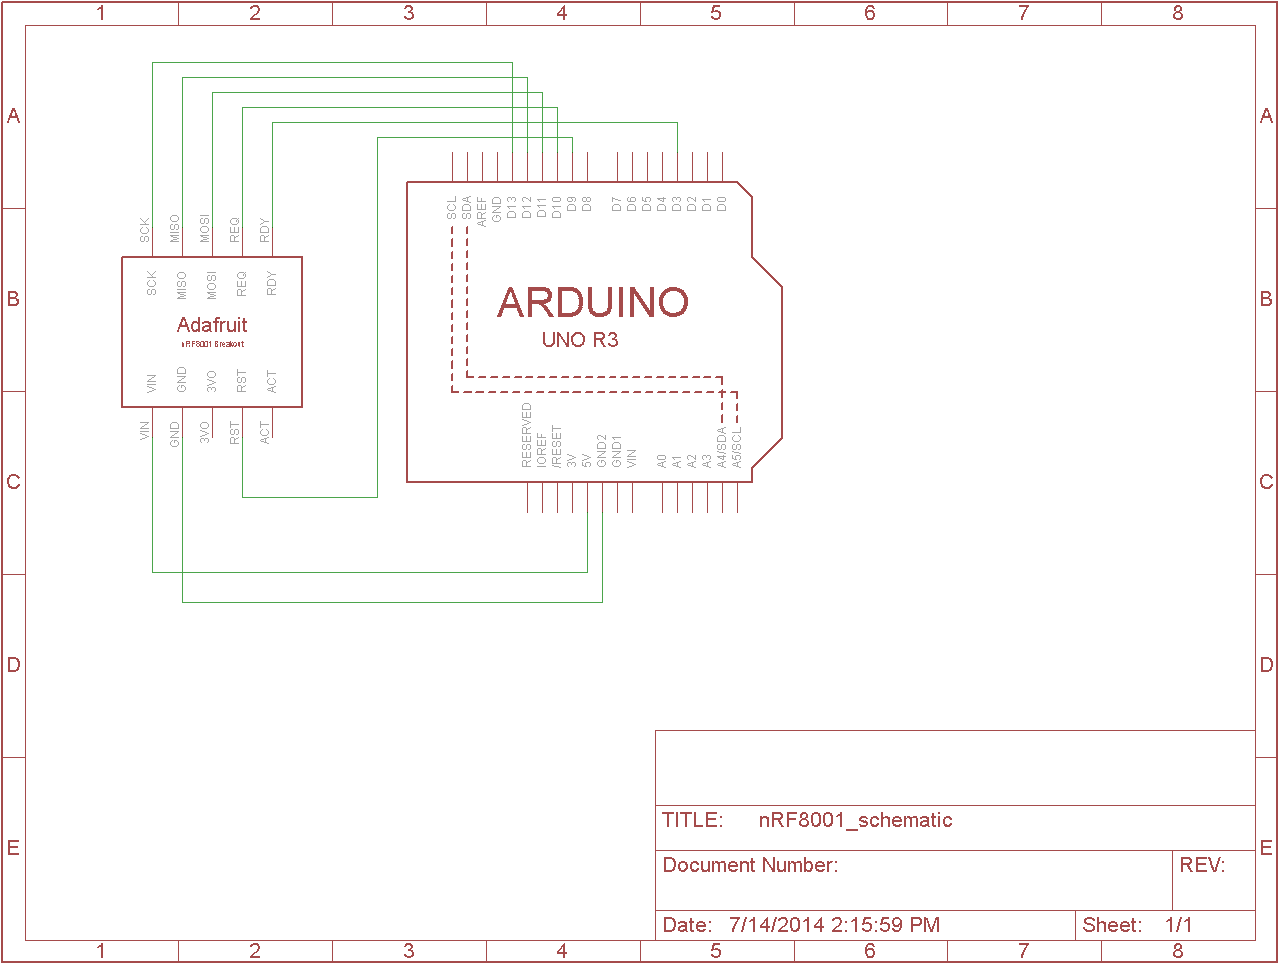 1 2 3 4 5 6 7 8
A A
SCL SDA AREF GND D13 D12 D11 D10 D9 D8 D7 D6 D5 D4 D3 D2 D1 D0
SCK MISO MOSI REQ RDY
SCK MISO MOSI REQ RDY
B B
ARDUINO
UNO R3
Adafruit
nRF8001 Breakout
VIN GND 3VO RST ACT
VIN GND 3VO RST ACT
RESERVED IOREF /RESET 3V 5V GND2 GND1 VIN A0 A1 A2 A3 A4/SDA A5/SCL
C C
D D
TITLE: nRF8001_schematic
E E
Document Number: REV:
Date: 7/14/2014 2:15:59 PM Sheet: 1/1
1 2 3 4 5 6 7 8